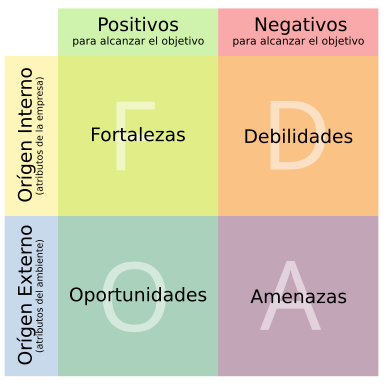 Positivos
para alcanzar el objetivo
Negativos
para alcanzar el objetivo
Orígen Interno
(atributos de la empresa)
F
Fortalezas
D
Debilidades
Orígen Externo
(atributos del ambiente)
O
Oportunidades
A
Amenazas